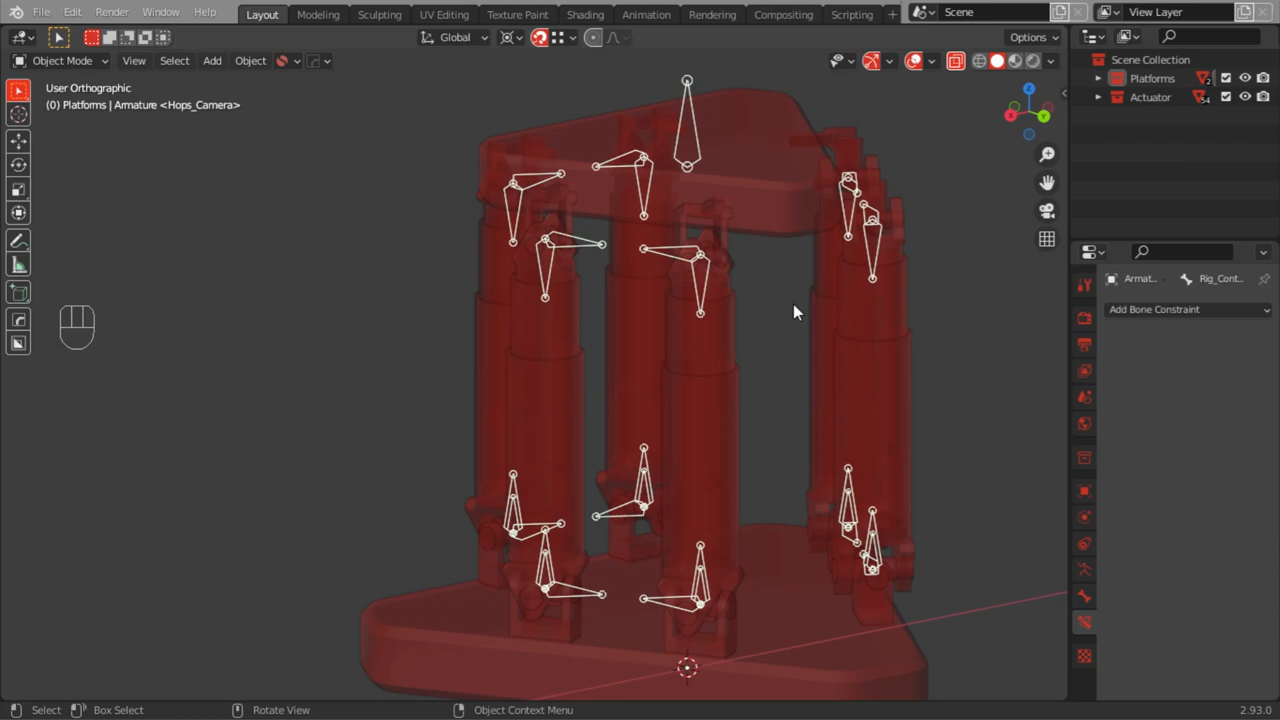 File Edit Render Window Help Layout Modeling Sculpting UV Editing Texture Paint Shading Animation Rendering Compositing Scripting + Scene View Layer
Global Options
Object Mode View Select Add Object
User Orthographic
(0) Platforms | Armature <Hops_Camera>
Scene Collection
Platforms 2
Actuator 54
Z
Y
Armat... Rig_Cont...
Add Bone Constraint
Select Box Select Rotate View Object Context Menu 2.93.0